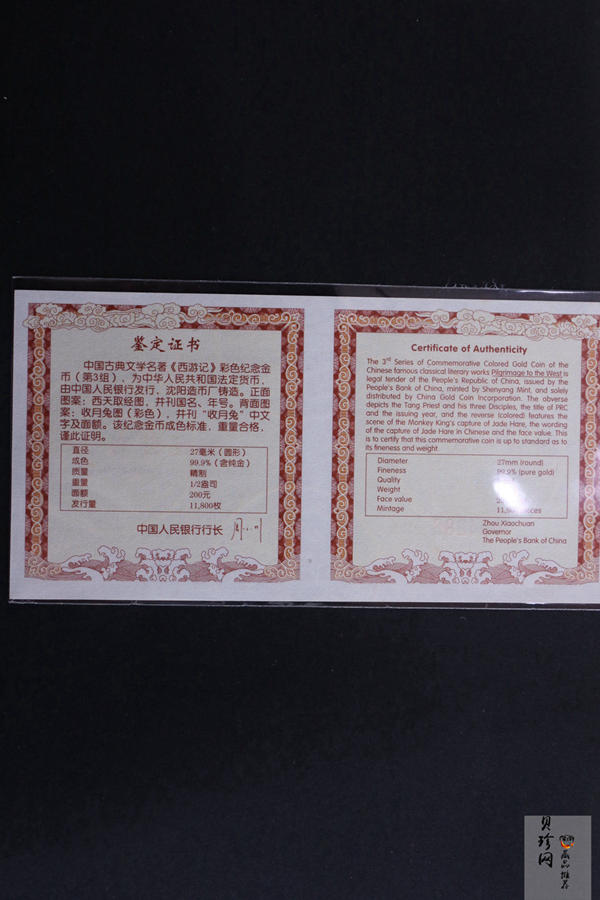 鉴定证书
中国古典文学名著《西游记》彩色纪念金
币（第3组），为中华人民共和国法定货币，
由中国人民银行发行，沈阳造币厂铸造。正面
图案：西天取经图，并刊国名、年号。两面图
案：收月兔图（彩色），并刊“收月兔”中文
字及面额。该纪念金币成色标准，重量合格，
谨此证明。
直径 27毫米（圆形）
成色 99.9%（含纯金）
质量 精制
重量 1/2盎司
面额 200元
发行量 11,800枚
中国人民银行行长
Certificate of Authenticity
The 3rd Series of Commemorative Colored Gold Coin of the
Chinese famous classical literary works Pilgrimage to the West is
legal tender of the People's Republic of China, issued by the
People's Bank of China, minted by Shenyang Mint, and solely
distributed by China Gold Coin Incorporation. The obverse
depicts the Tang Priest and his three Disciples, the title of PRC
and the issuing year, and the reverse (colored) features the
scene of the Monkey King's capture of Jade Hare, the wording
of the capture of Jade Hare in Chinese and the face value. This
is to certify that this commemorative coin is up to standard as to
its fineness and weight.
Diameter 27mm (round)
Fineness 99.9% (pure gold)
Quality
Weight
Face value
Mintage
Zhou Xiaochuan
Governor
The People's Bank of China
贝珍网
藏品推荐